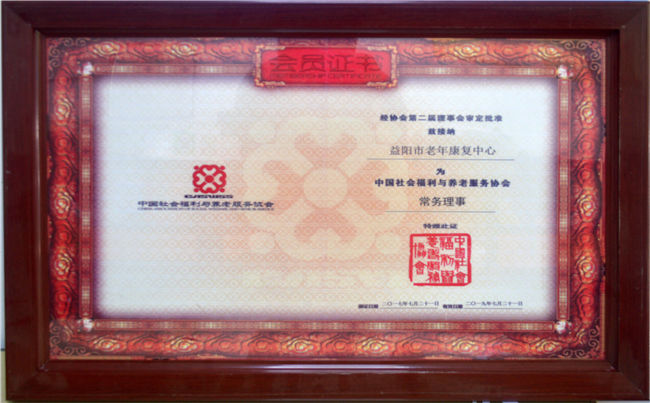 会员证书
MEMBERSHIP CERTIFICATE
经协会第二届理事会审定批准
兹接纳
益阳市老年康复中心
为
中国社会福利与养老服务协会
常务理事
特颁此证
中国社会福利与养老服务协会
二〇一七年七月二十一日
二〇一九年七月二十一日